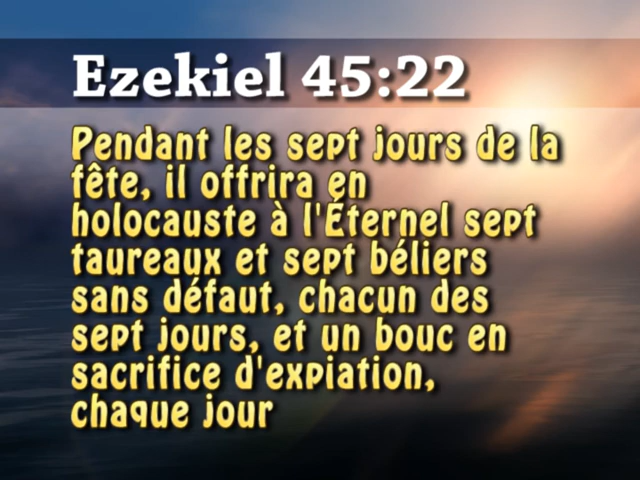 Ezekiel 45:22
Pendant les sept jours de la
fête, il offrira en
holocauste à l'Éternel sept
taureaux et sept béliers
sans défaut, chacun des
sept jours, et un bouc en
sacrifice d'expiation,
chaque jour